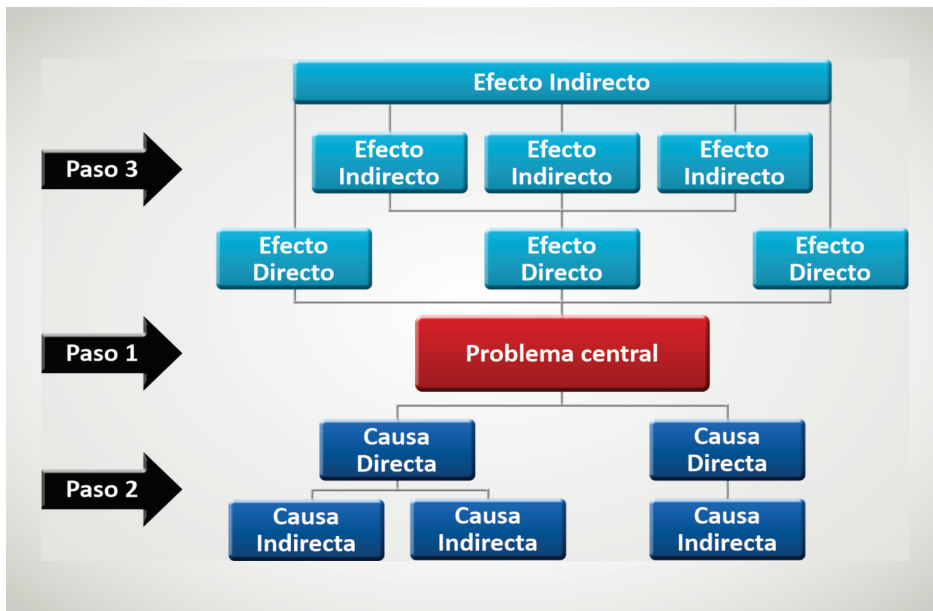 Efecto Indirecto
Paso 3
Efecto
Indirecto
Efecto
Indirecto
Efecto
Indirecto
Efecto
Directo
Efecto
Directo
Efecto
Directo
Paso 1
Problema central
Paso 2
Causa
Directa
Causa
Directa
Causa
Indirecta
Causa
Indirecta
Causa
Indirecta